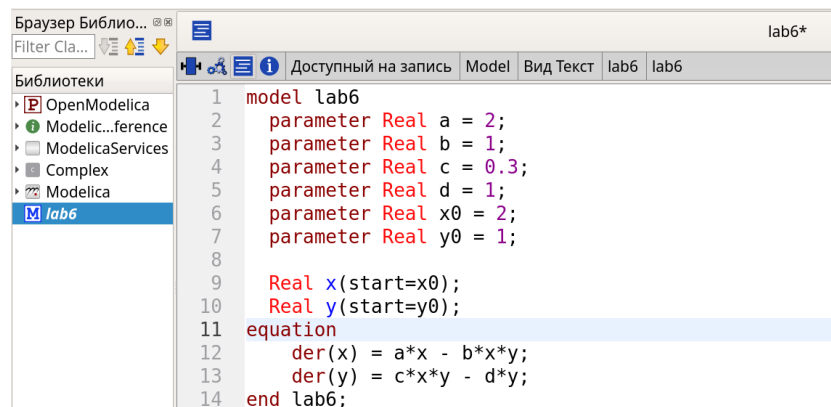 Браузер Библио...
lab6*
Filter Cla...
Доступный на запись Model Вид Текст lab6 lab6
Библиотеки
P OpenModelica
i Modelic...ference
ModelicaServices
c Complex
Modelica
M lab6
1 model lab6
2   parameter Real a = 2;
3   parameter Real b = 1;
4   parameter Real c = 0.3;
5   parameter Real d = 1;
6   parameter Real x0 = 2;
7   parameter Real y0 = 1;
8
9   Real x(start=x0);
10   Real y(start=y0);
11 equation
12     der(x) = a*x - b*x*y;
13     der(y) = c*x*y - d*y;
14 end lab6;